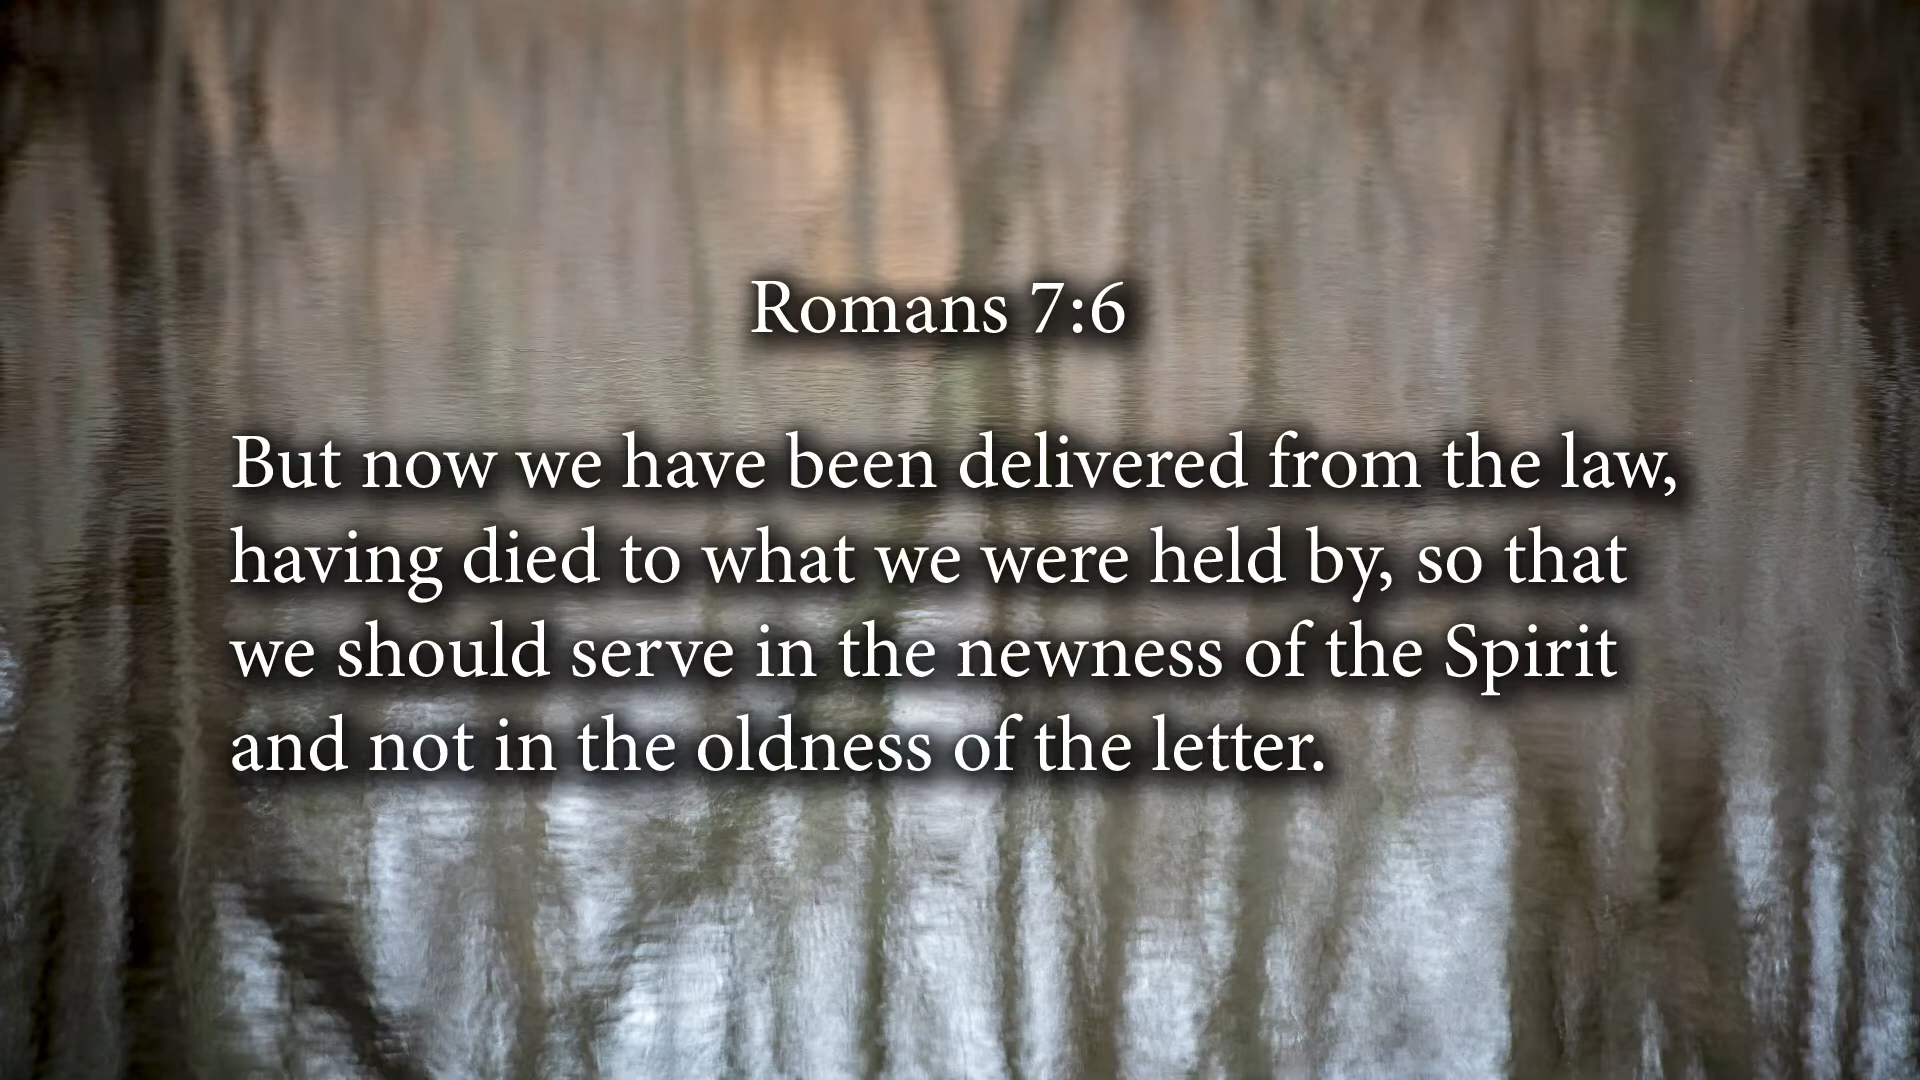 Romans 7:6
But now we have been delivered from the law,
having died to what we were held by, so that
we should serve in the newness of the Spirit
and not in the oldness of the letter.